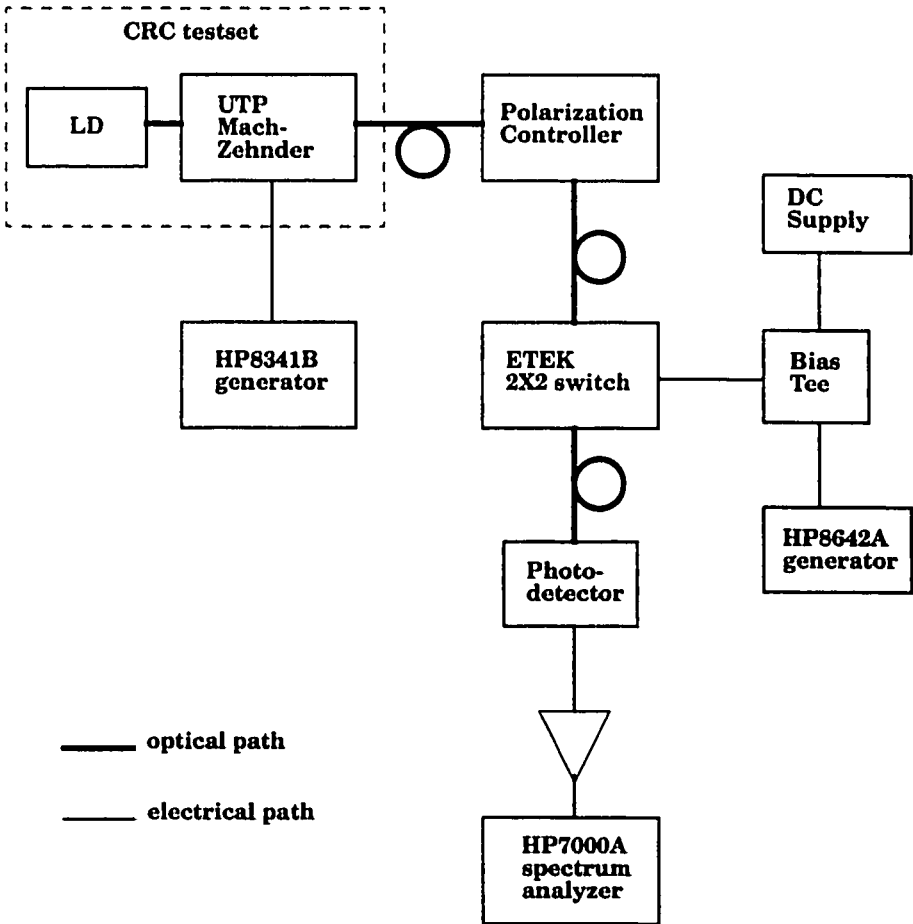 CRC testset
LD
UTP
Mach-
Zehnder
Polarization
Controller
DC
Supply
HP8341B
generator
ETEK
2X2 switch
Bias
Tee
HP8642A
generator
Photo-
detector
optical path
electrical path
HP7000A
spectrum
analyzer